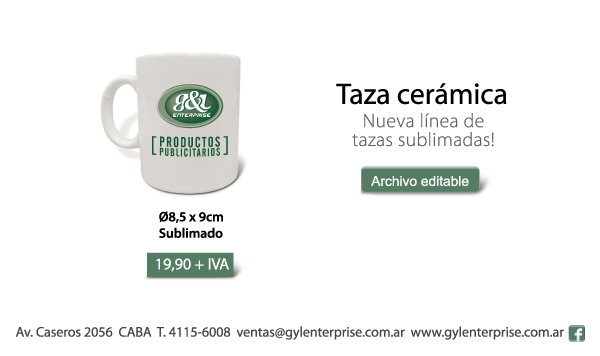 g&l
ENTERPRISE
[PRODUCTOS
PUBLICITARIOS]
Taza cerámica
Nueva línea de
tazas sublimadas!
Archivo editable
Ø8,5 x 9cm
Sublimado
19,90 + IVA
Av. Caseros 2056 CABA T. 4115-6008 ventas@gylenterprise.com.ar www.gylenterprise.com.ar f